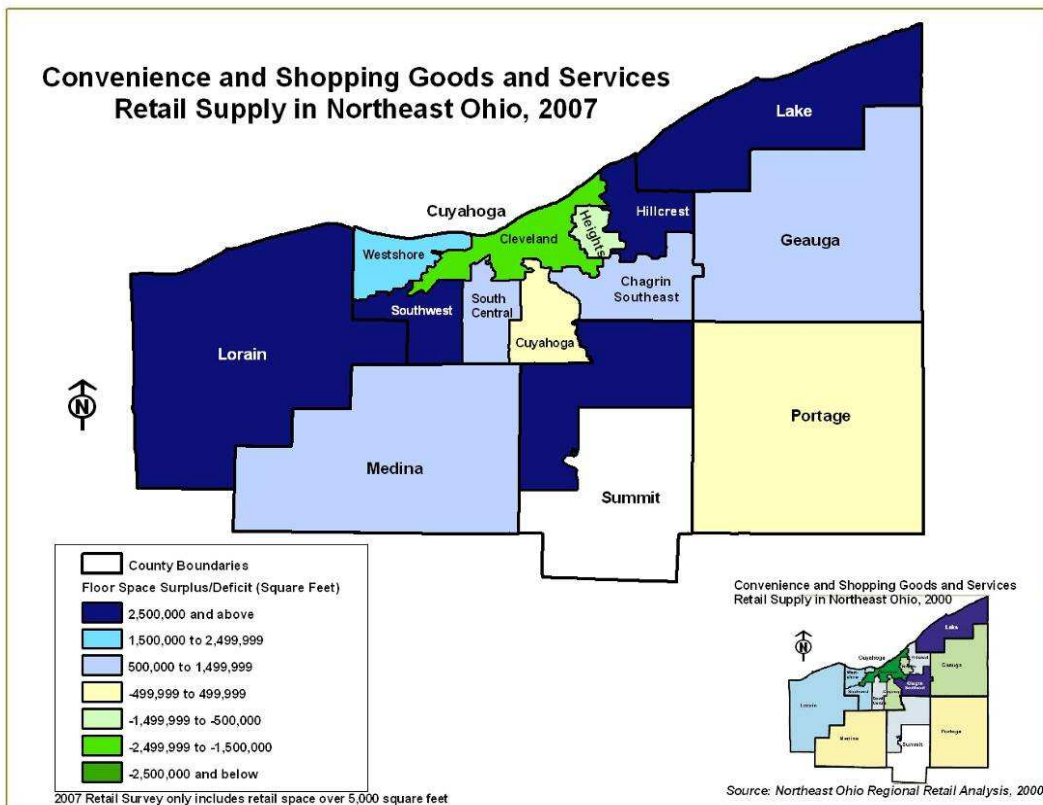 Convenience and Shopping Goods and Services
Retail Supply in Northeast Ohio, 2007
Lake
Cuyahoga
Hillcrest
Heights
Cleveland
Geauga
Westshore
Chagrin
Southeast
South
Central
Southwest
Cuyahoga
Lorain
N
Portage
Medina
Summit
County Boundaries
Floor Space Surplus/Deficit (Square Feet)
2,500,000 and above
1,500,000 to 2,499,999
500,000 to 1,499,999
-499,999 to 499,999
-1,499,999 to -500,000
-2,499,999 to -1,500,000
-2,500,000 and below
2007 Retail Survey only includes retail space over 5,000 square feet
Convenience and Shopping Goods and Services
Retail Supply in Northeast Ohio, 2000
N
Lake
Cuyahoga
Geauga
Chagrin
Southeast
Lorain
Portage
Medina
Summit
Source: Northeast Ohio Regional Retail Analysis, 2000